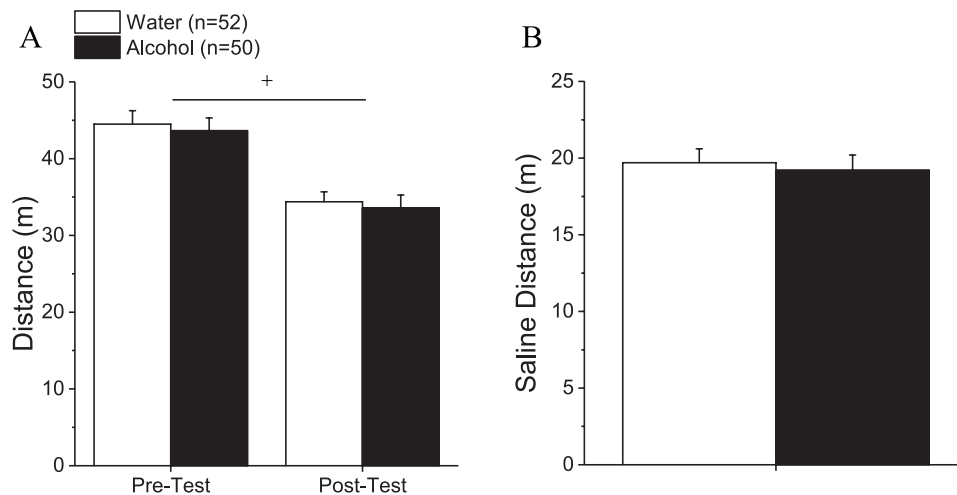 A
Water (n=52)
Alcohol (n=50)
+
Distance (m)
50
40
30
20
10
0
Pre-Test
Post-Test
B
Saline Distance (m)
25
20
15
10
5
0